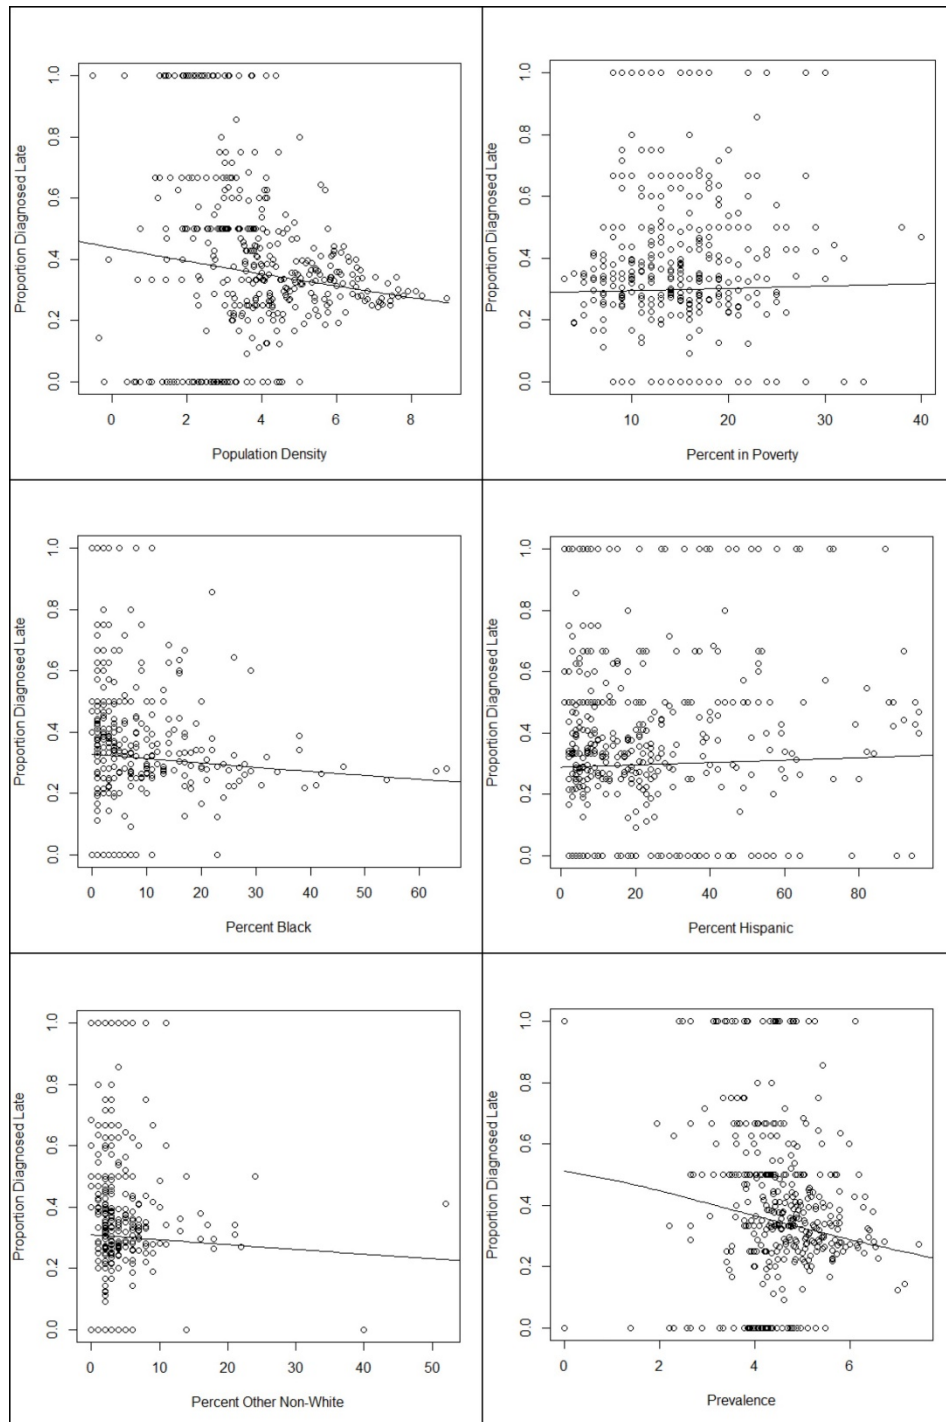 Proportion Diagnosed Late
0.0 0.2 0.4 0.6 0.8 1.0
0 2 4 6 8
Population Density
Proportion Diagnosed Late
0.0 0.2 0.4 0.6 0.8 1.0
10 20 30 40
Percent in Poverty
Proportion Diagnosed Late
0.0 0.2 0.4 0.6 0.8 1.0
0 10 20 30 40 50 60
Percent Black
Proportion Diagnosed Late
0.0 0.2 0.4 0.6 0.8 1.0
0 20 40 60 80
Percent Hispanic
Proportion Diagnosed Late
0.0 0.2 0.4 0.6 0.8 1.0
0 10 20 30 40 50
Percent Other Non-White
Proportion Diagnosed Late
0.0 0.2 0.4 0.6 0.8 1.0
0 2 4 6
Prevalence